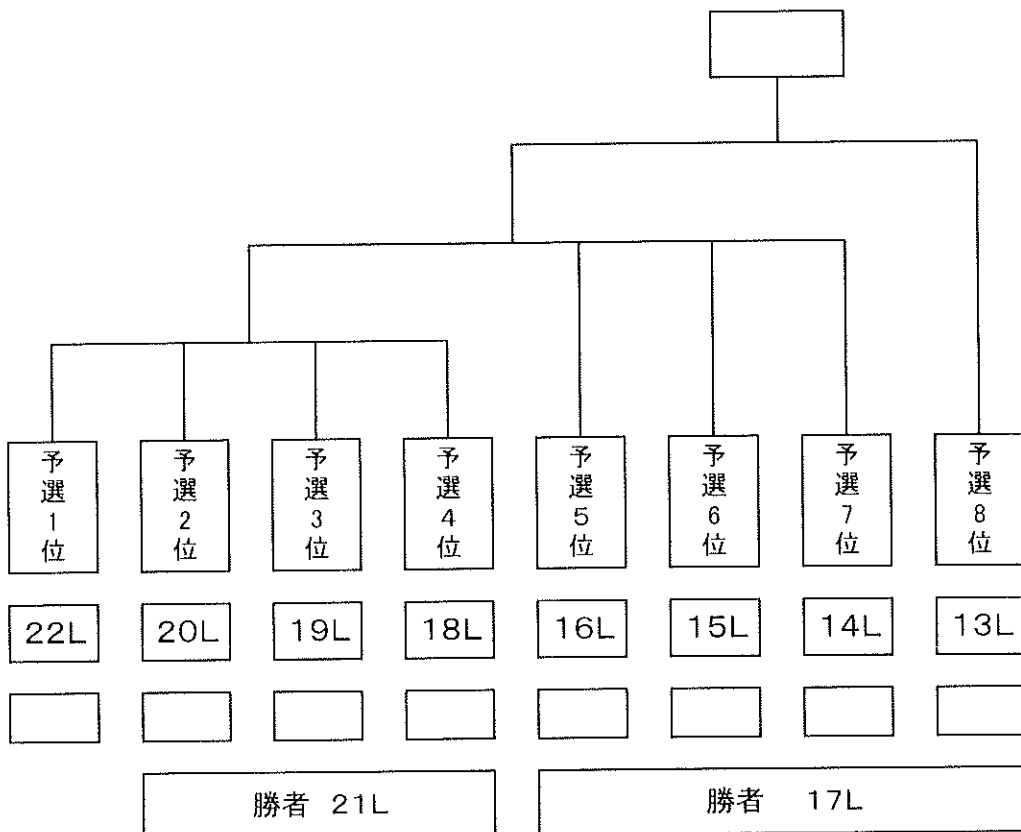 予選1位
予選2位
予選3位
予選4位
予選5位
予選6位
予選7位
予選8位
22L
20L
19L
18L
16L
15L
14L
13L
勝者 21L
勝者 17L